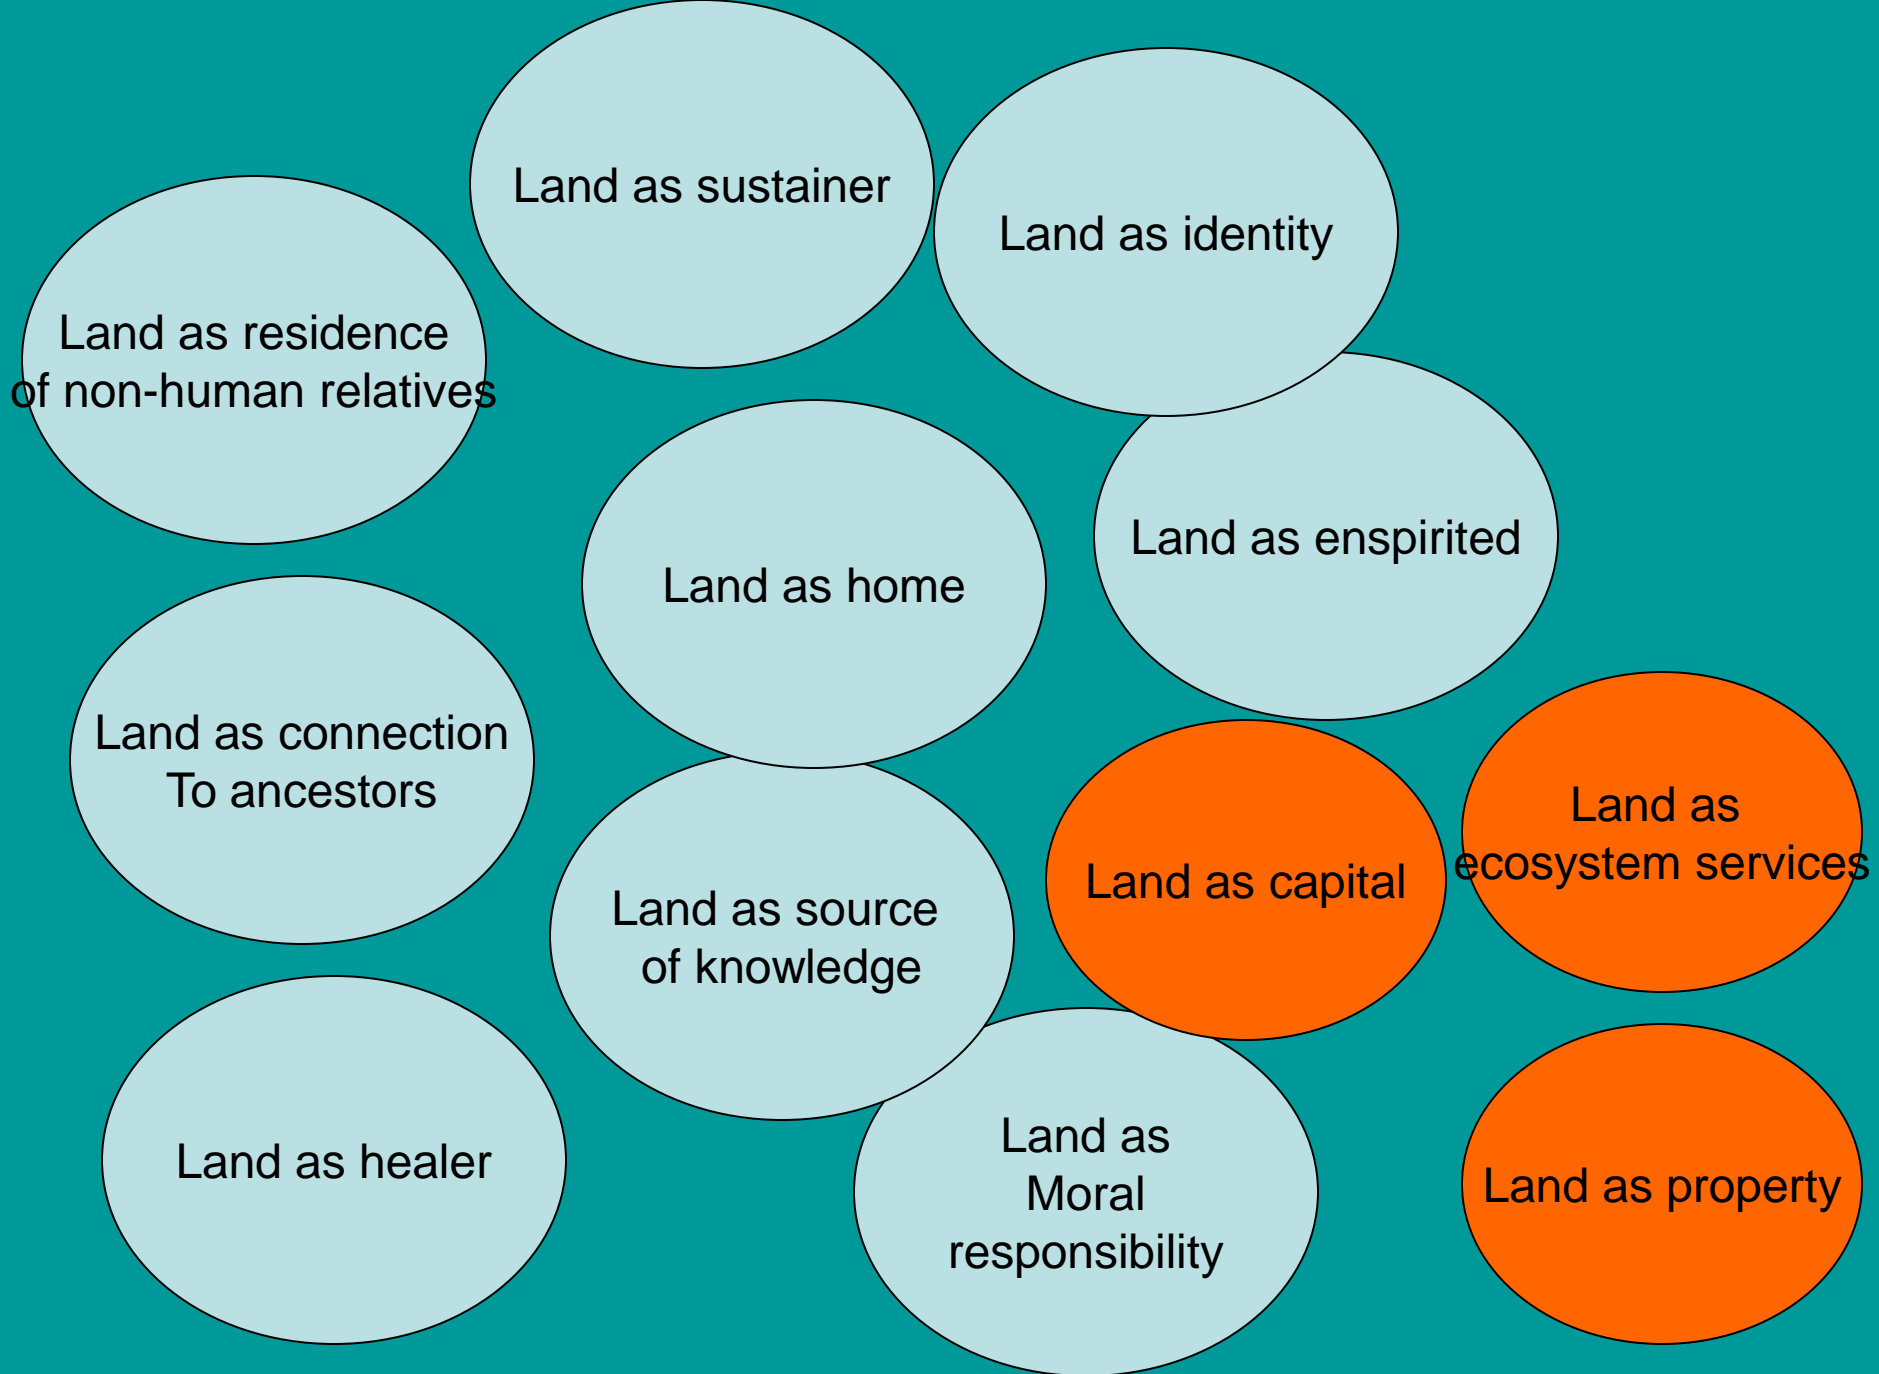 Land as sustainer
Land as identity
Land as residence
of non-human relatives
Land as enspirited
Land as home
Land as connection
To ancestors
Land as
ecosystem services
Land as capital
Land as source
of knowledge
Land as healer
Land as
Moral
responsibility
Land as property